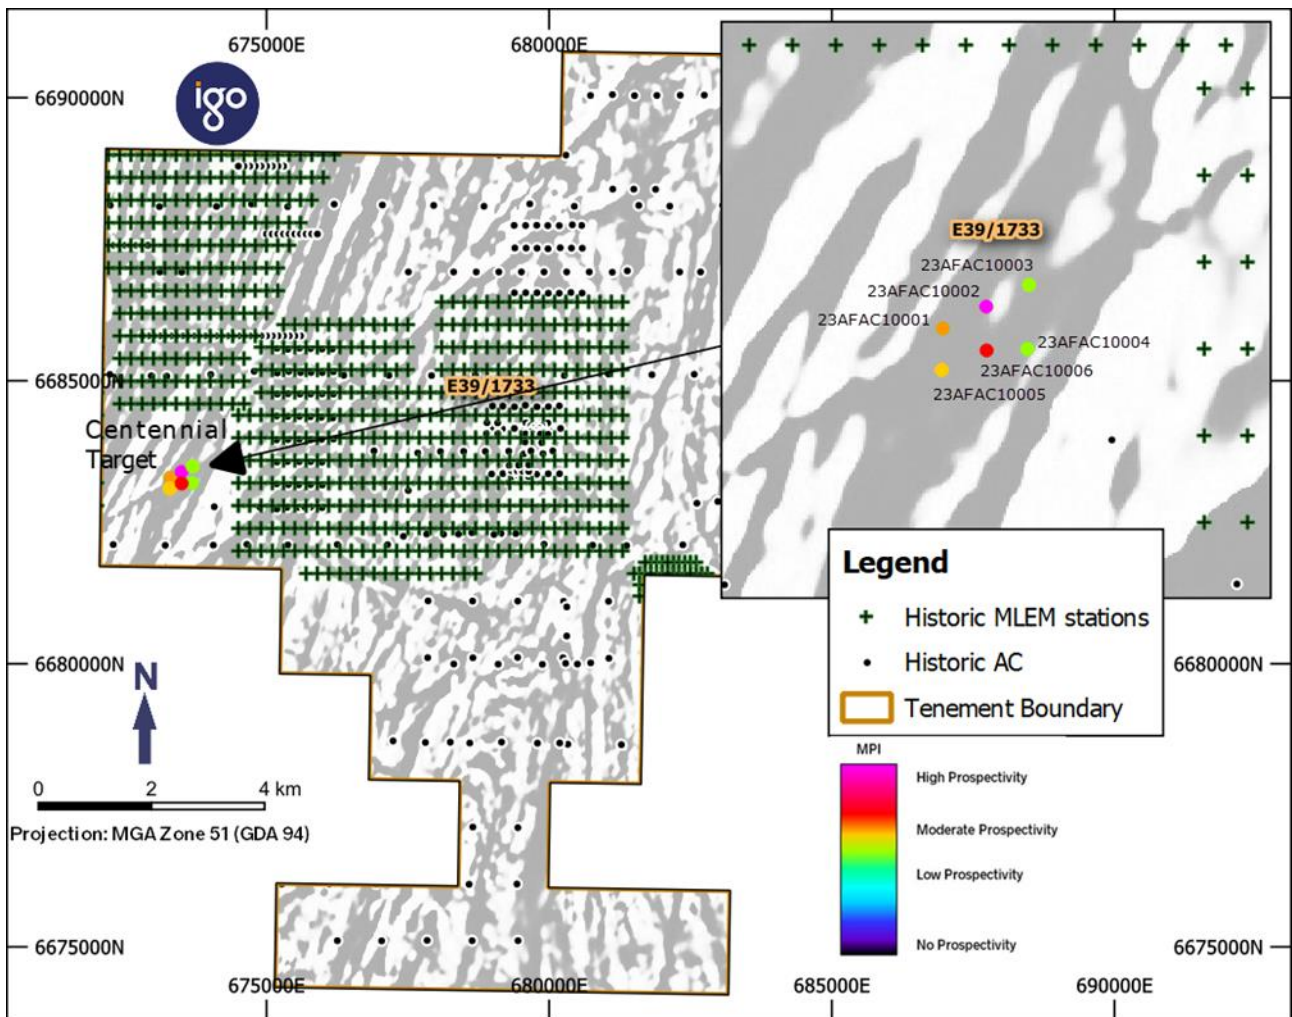 675000E
680000E
6690000N
igo
E39/1733
23AFAC10003
23AFAC10002
23AFAC10001
23AFAC10004
23AFAC10006
23AFAC10005
6685000N
E39/1733
Centennial
Target
Legend
Historic MLEM stations
Historic AC
Tenement Boundary
6680000N
6680000N
N
0 2 4 km
Projection: MGA Zone 51 (GDA 94)
MPI
High Prospectivity
Moderate Prospectivity
Low Prospectivity
No Prospectivity
6675000N
6675000N
675000E
680000E
685000E
690000E